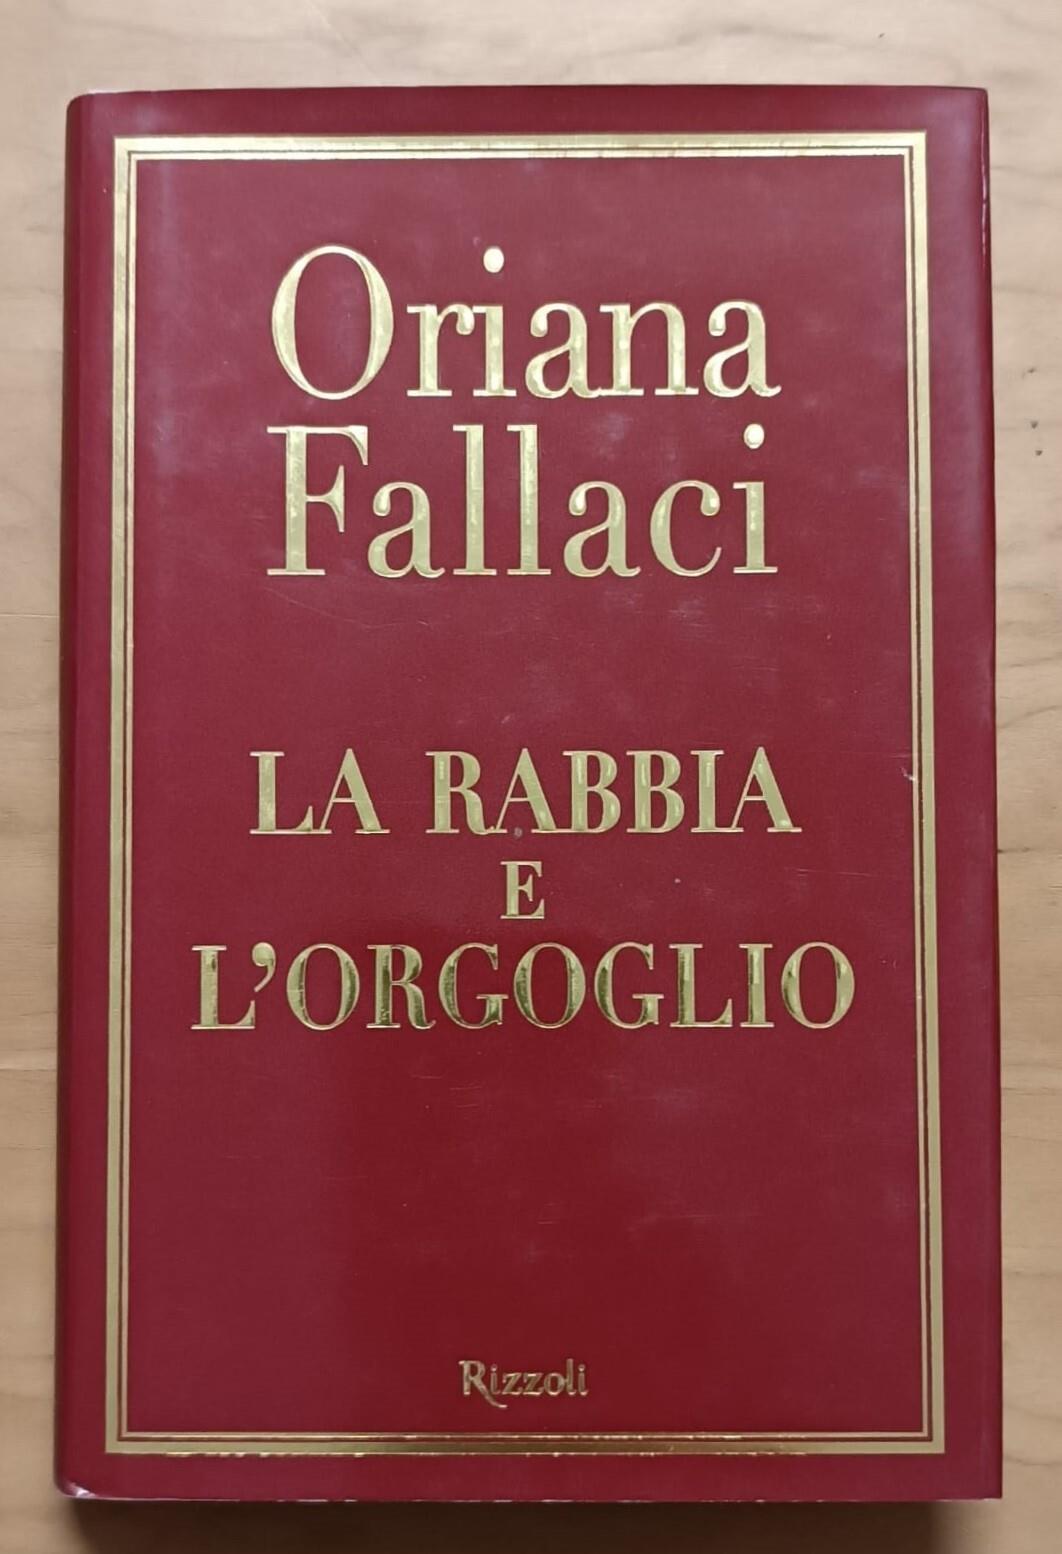 Oriana
Fallaci
LA RABBIA
E
L'ORGOGLIO
Rizzoli